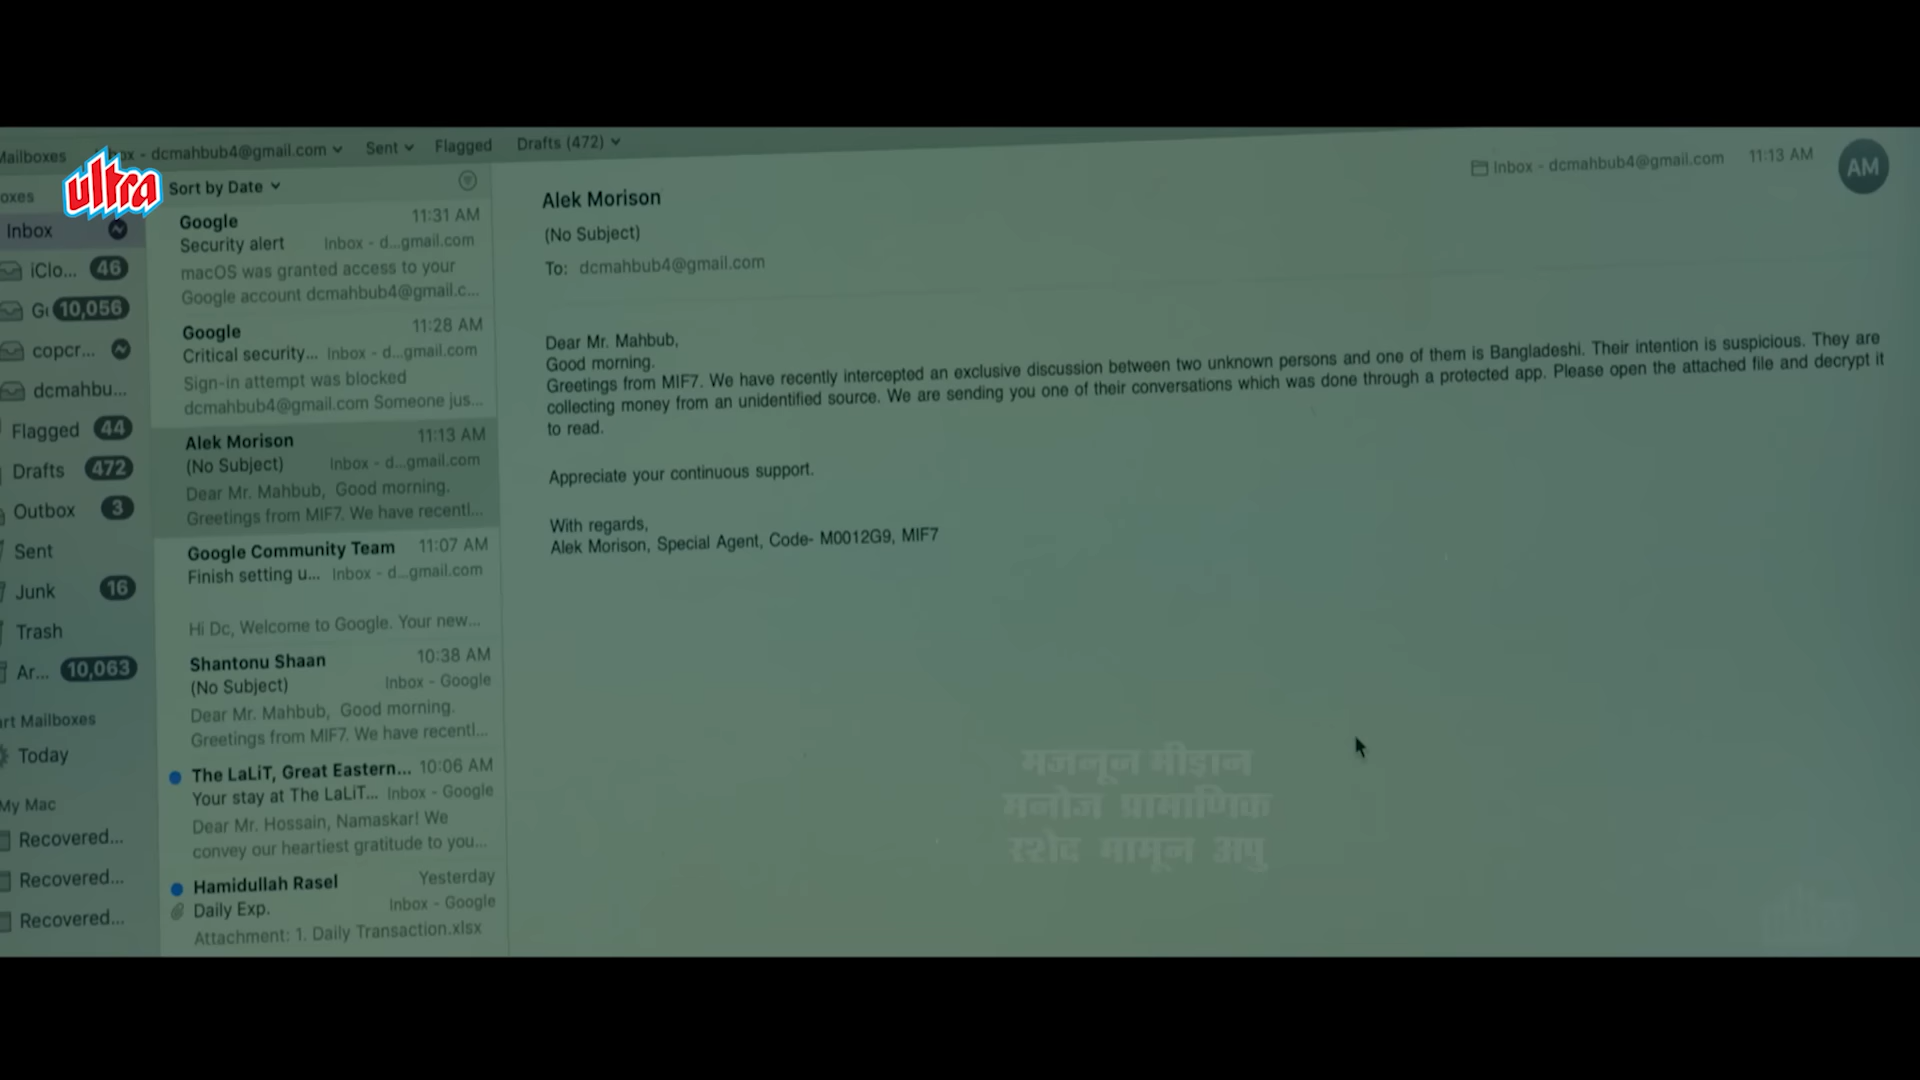 Mailboxes
Inbox - dcmahbub4@gmail.com
Sent
Flagged
Drafts (472)
ultra
Sort by Date
Inbox
iClo... 46
10,056
copcr...
dcmahbu...
Flagged 44
Drafts 472
Outbox 3
Sent
Junk 16
Trash
Ar... 10,063
Today
My Mac
Recovered...
Recovered...
Recovered...
Google 11:31 AM
Security alert Inbox - d...gmail.com
macOS was granted access to your
Google account dcmahbub4@gmail.c...
Google 11:28 AM
Critical security... Inbox - d...gmail.com
Sign-in attempt was blocked
dcmahbub4@gmail.com Someone jus...
Alek Morison 11:13 AM
(No Subject) Inbox - d...gmail.com
Dear Mr. Mahbub, Good morning.
Greetings from MIF7. We have recentl...
Google Community Team 11:07 AM
Finish setting u... Inbox - d...gmail.com
Hi Dc, Welcome to Google. Your new...
Shantonu Shaan 10:38 AM
(No Subject) Inbox - Google
Dear Mr. Mahbub, Good morning.
Greetings from MIF7. We have recentl...
The LaLiT, Great Eastern... 10:06 AM
Your stay at The LaLiT... Inbox - Google
Dear Mr. Hossain, Namaskar! We
convey our heartiest gratitude to you...
Hamidullah Rasel Yesterday
Daily Exp. Inbox - Google
Attachment: 1. Daily Transaction.xlsx
Inbox - dcmahbub4@gmail.com 11:13 AM
AM
Alek Morison
(No Subject)
To: dcmahbub4@gmail.com
Dear Mr. Mahbub,
Good morning.
Greetings from MIF7. We have recently intercepted an exclusive discussion between two unknown persons and one of them is Bangladeshi. Their intention is suspicious. They are
collecting money from an unidentified source. We are sending you one of their conversations which was done through a protected app. Please open the attached file and decrypt it
to read.
Appreciate your continuous support.
With regards,
Alek Morison, Special Agent, Code- M0012G9, MIF7
मजनून मीड़ान
मनोज प्रामाणिक
रशेद मामून अपु
ultra